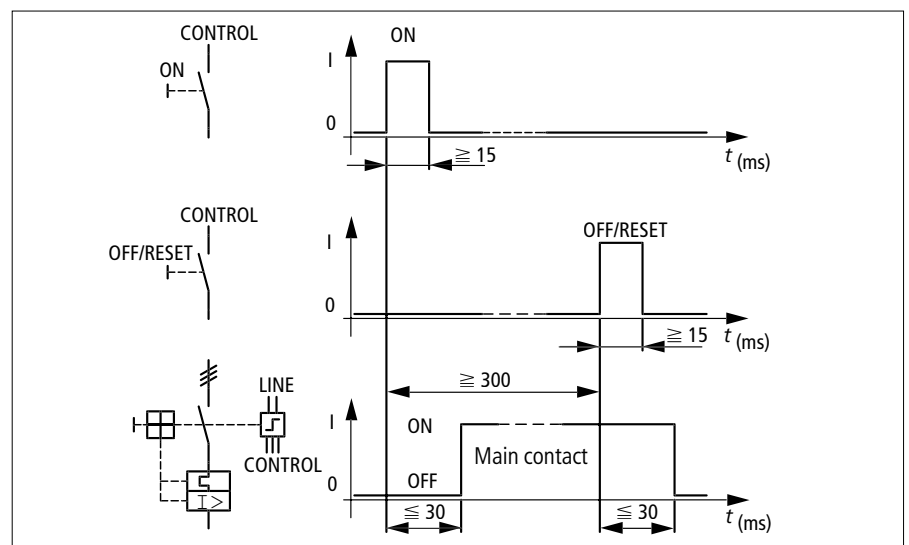 CONTROL
ON
I
ON
0
≧ 15
t (ms)
CONTROL
OFF/RESET
I
OFF/RESET
0
≧ 15
t (ms)
≧ 300
LINE
CONTROL
I >
I
ON
Main contact
0
OFF
≦ 30
≦ 30
t (ms)